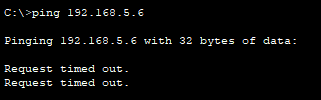 C:\>ping 192.168.5.6
Pinging 192.168.5.6 with 32 bytes of data:
Request timed out.
Request timed out.